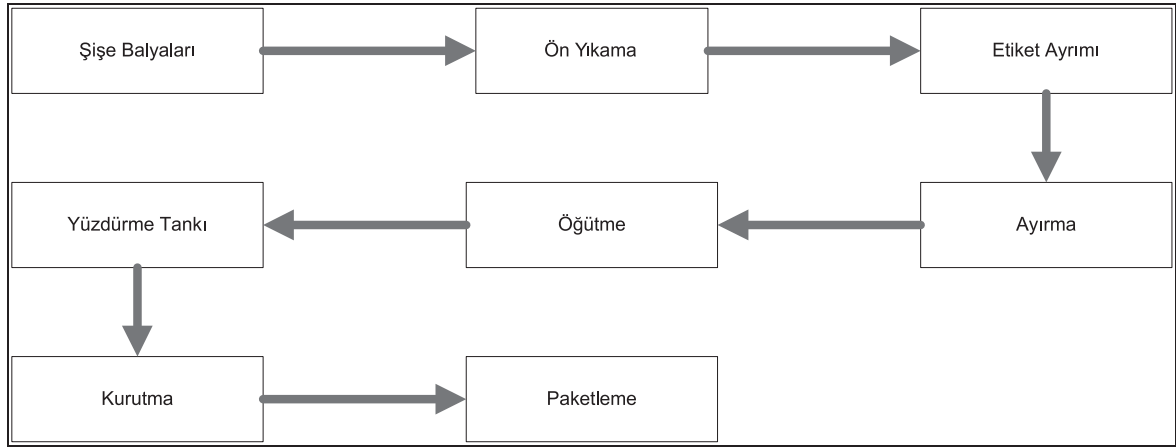 Şişe Balyaları
Ön Yıkama
Etiket Ayrımı
Ayırma
Öğütme
Yüzdürme Tankı
Kurutma
Paketleme